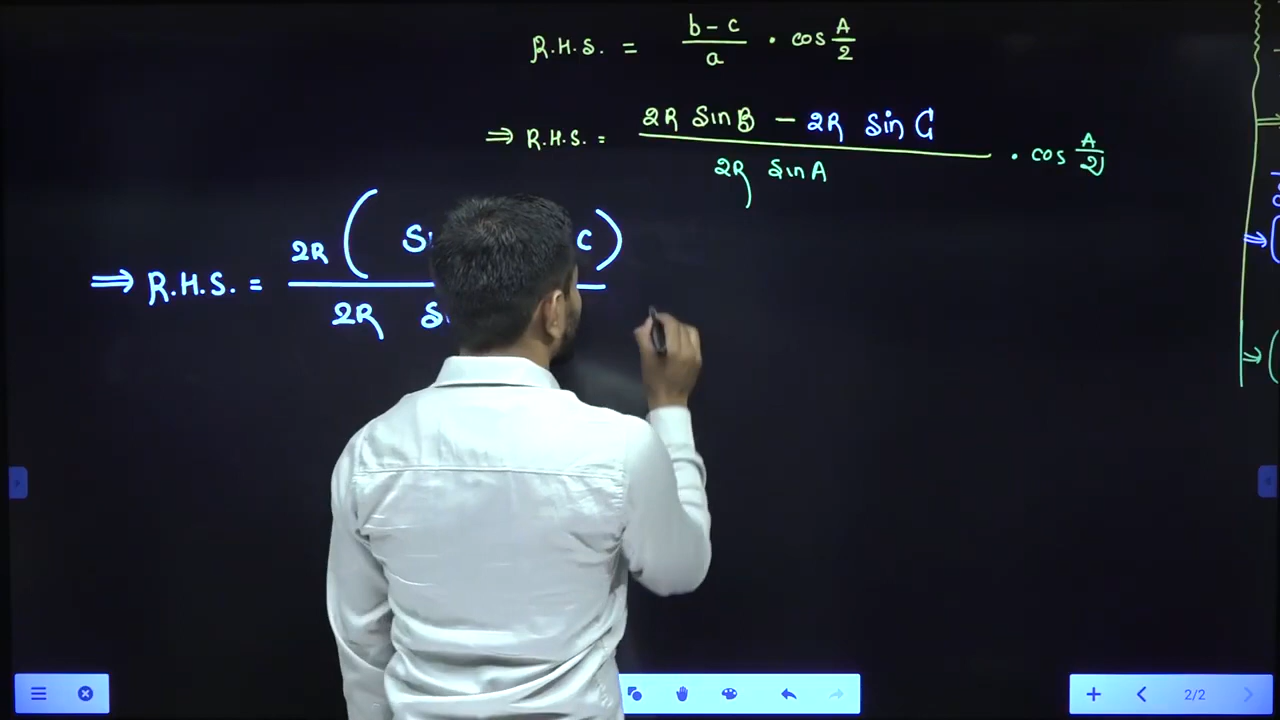 R.H.S. = b - c / a · cos A/2
⇒ R.H.S. = 2R Sin B - 2R Sin C / 2R Sin A · cos A/2
⇒ R.H.S. = 2R ( S C ) / 2R S
2/2